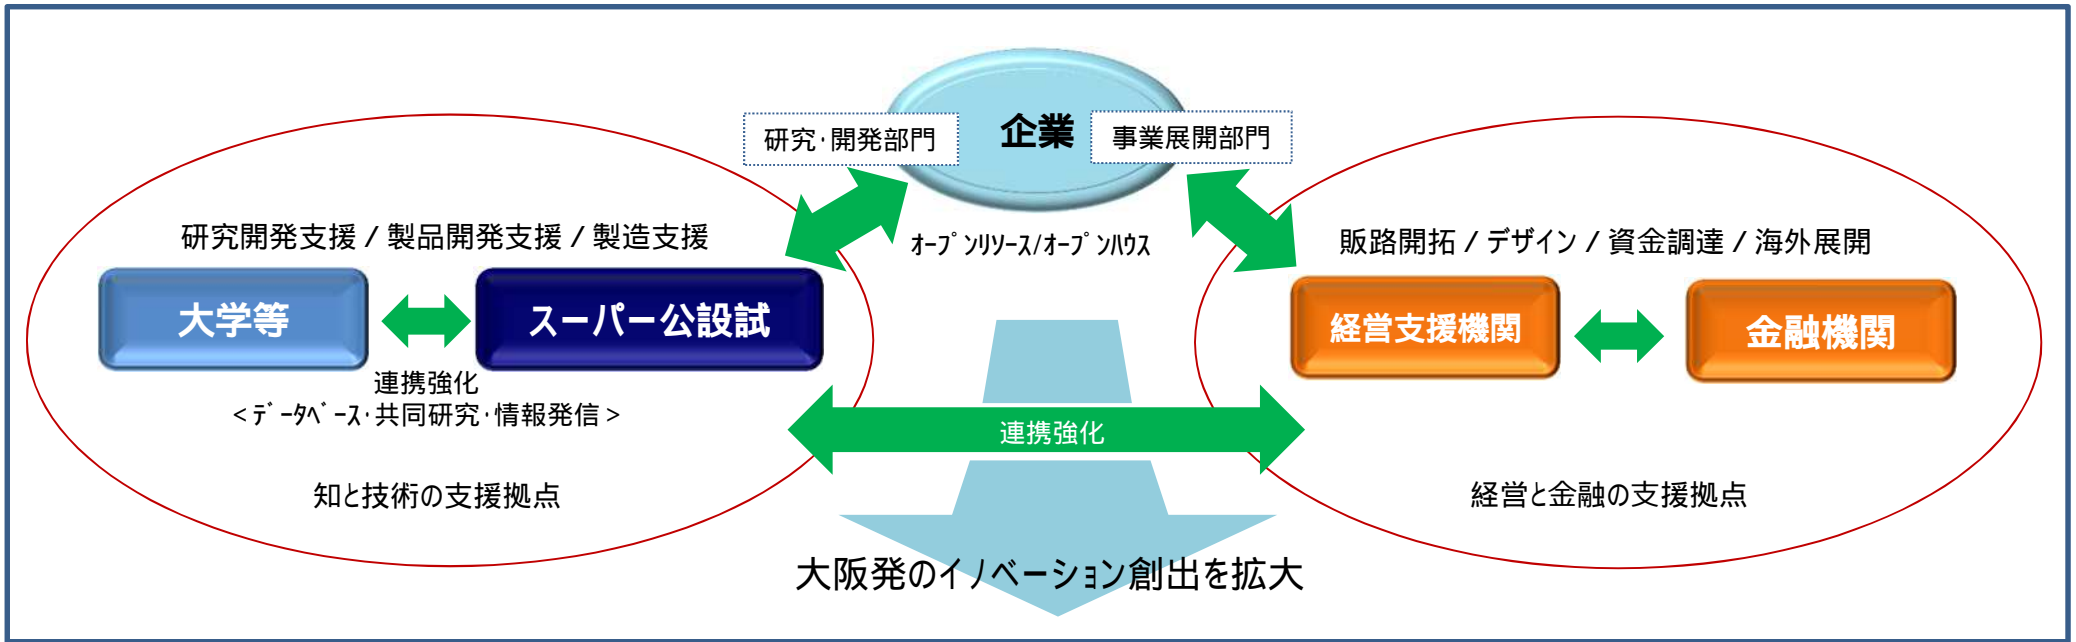 企業
研究･開発部門
事業展開部門
ｵｰﾌﾟﾝﾘｿｰｽ/ｵｰﾌﾟﾝﾊｳｽ
研究開発支援 / 製品開発支援 / 製造支援
大学等
スーパー公設試
連携強化
<ﾃﾞｰﾀﾍﾞｰｽ･共同研究･情報発信>
知と技術の支援拠点
販路開拓 / デザイン / 資金調達 / 海外展開
経営支援機関
金融機関
経営と金融の支援拠点
連携強化
大阪発のイノベーション創出を拡大